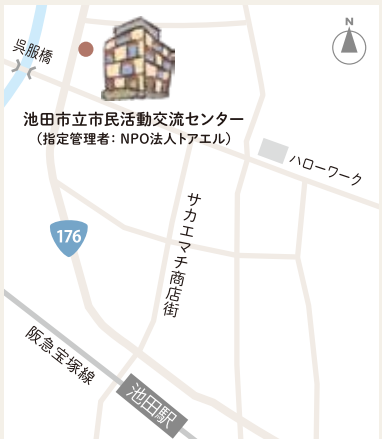 N
呉服橋
池田市立市民活動交流センター
（指定管理者：NPO法人トアエル）
ハローワーク
サカエマチ商店街
176
阪急宝塚線
池田駅